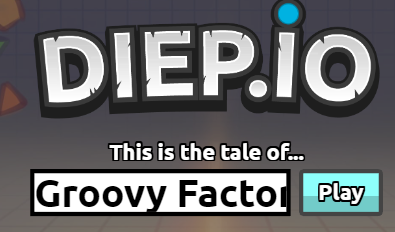 DIEP.IO
This is the tale of...
Groovy Factor
Play